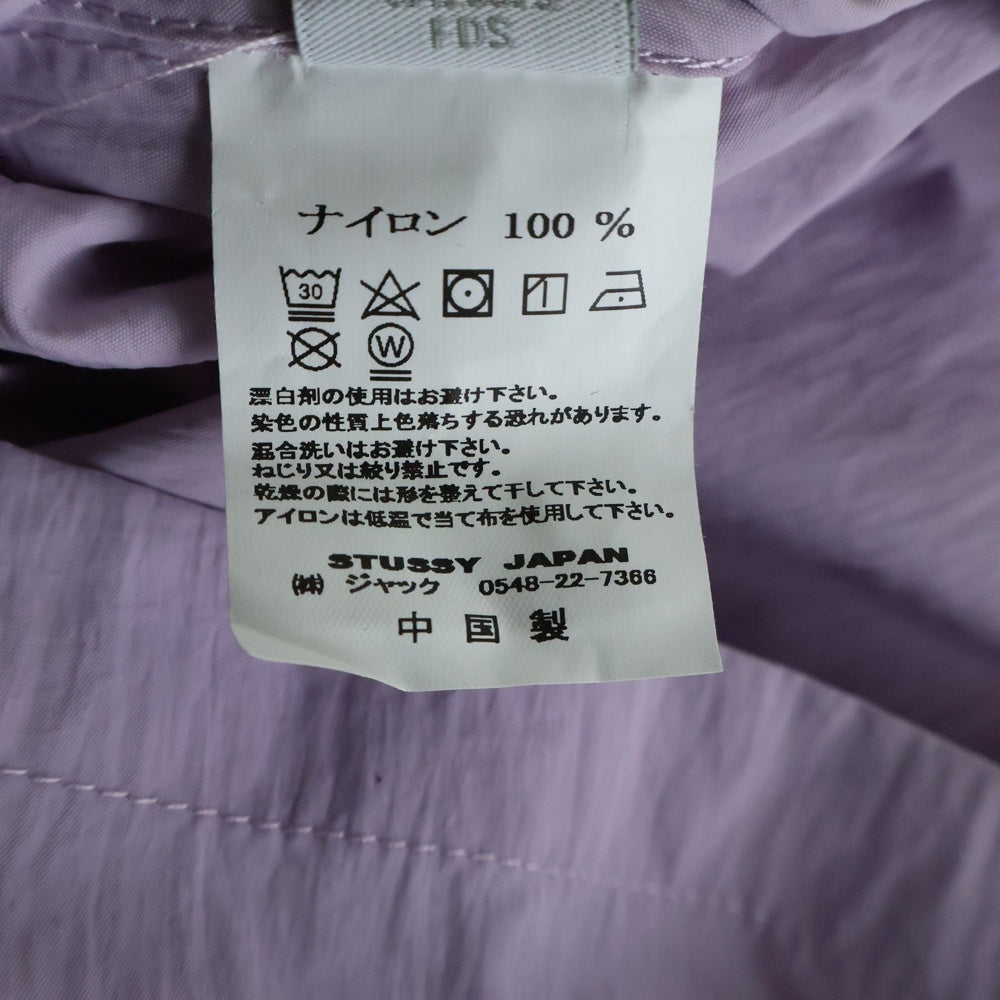 FDS
ナイロン 100 %
30
W
漂白剤の使用はお避け下さい。
染色の性質上色落ちする恐れがあります。
混合洗いはお避け下さい。
ねじり又は絞り禁止です。
乾燥の際には形を整えて干して下さい。
アイロンは低温で当て布を使用して下さい。
STUSSY JAPAN
㈱ ジャック 0548-22-7366
中国製